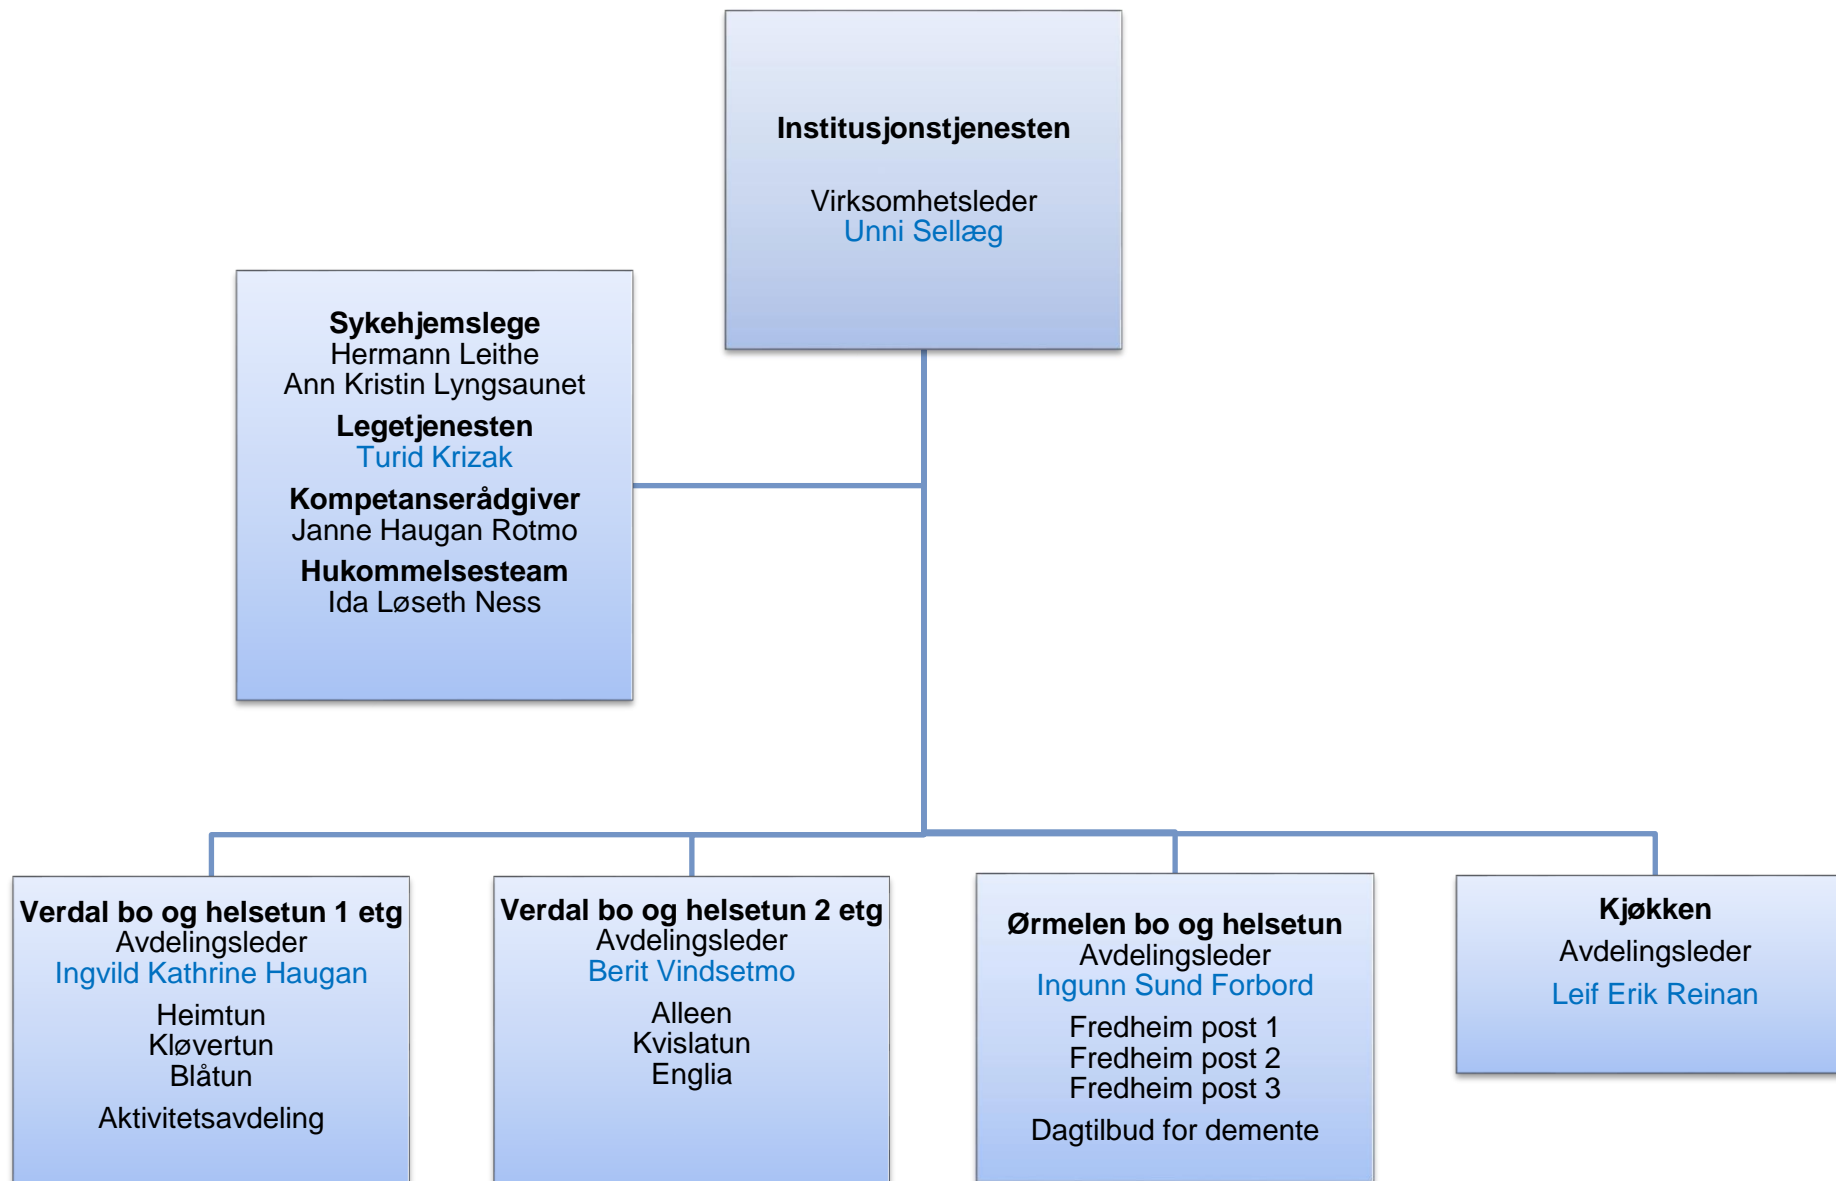 Institusjonstjenesten
Virksomhetsleder
Unni Sellæg
Sykehjemslege
Hermann Leithe
Ann Kristin Lyngsaunet
Legetjenesten
Turid Krizak
Kompetanserådgiver
Janne Haugan Rotmo
Hukommelsesteam
Ida Løseth Ness
Verdal bo og helsetun 1 etg
Avdelingsleder
Ingvild Kathrine Haugan
Heimtun
Kløvertun
Blåtun
Aktivitetsavdeling
Verdal bo og helsetun 2 etg
Avdelingsleder
Berit Vindsetmo
Alleen
Kvislatun
Englia
Ørmelen bo og helsetun
Avdelingsleder
Ingunn Sund Forbord
Fredheim post 1
Fredheim post 2
Fredheim post 3
Dagtilbud for demente
Kjøkken
Avdelingsleder
Leif Erik Reinan